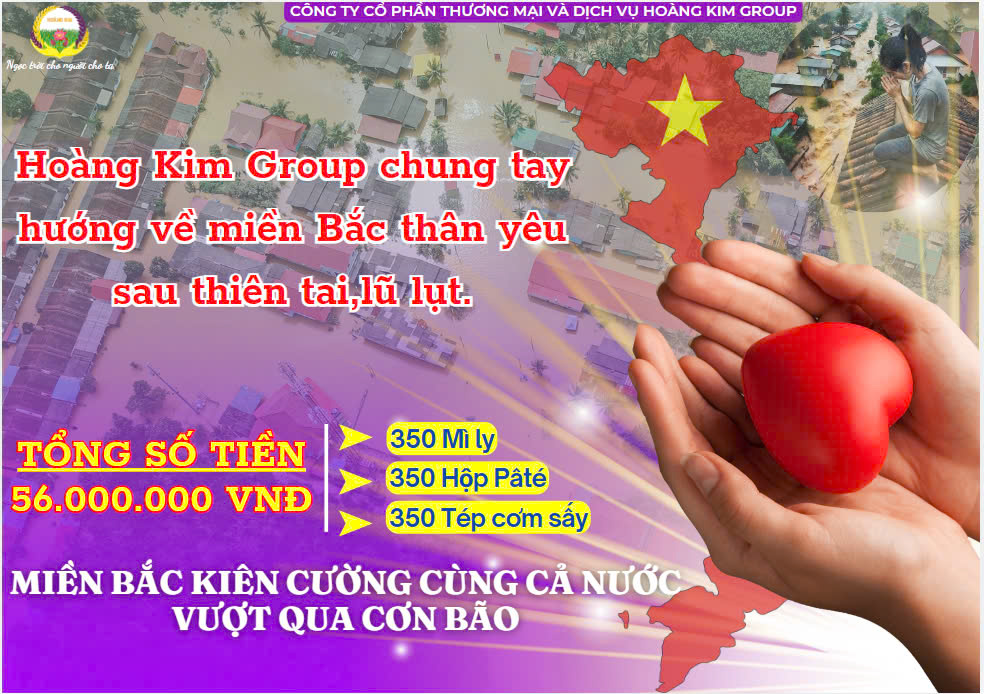 CÔNG TY CỔ PHẦN THƯƠNG MẠI VÀ DỊCH VỤ HOÀNG KIM GROUP
HOÀNG KIM
Ngọc trời cho người cho ta!
Hoàng Kim Group chung tay
hướng về miền Bắc thân yêu
sau thiên tai,lũ lụt.
TỔNG SỐ TIỀN
56.000.000 VNĐ
350 Mì ly
350 Hộp Pâté
350 Tép cơm sấy
MIỀN BẮC KIÊN CƯỜNG CÙNG CẢ NƯỚC
VƯỢT QUA CƠN BÃO